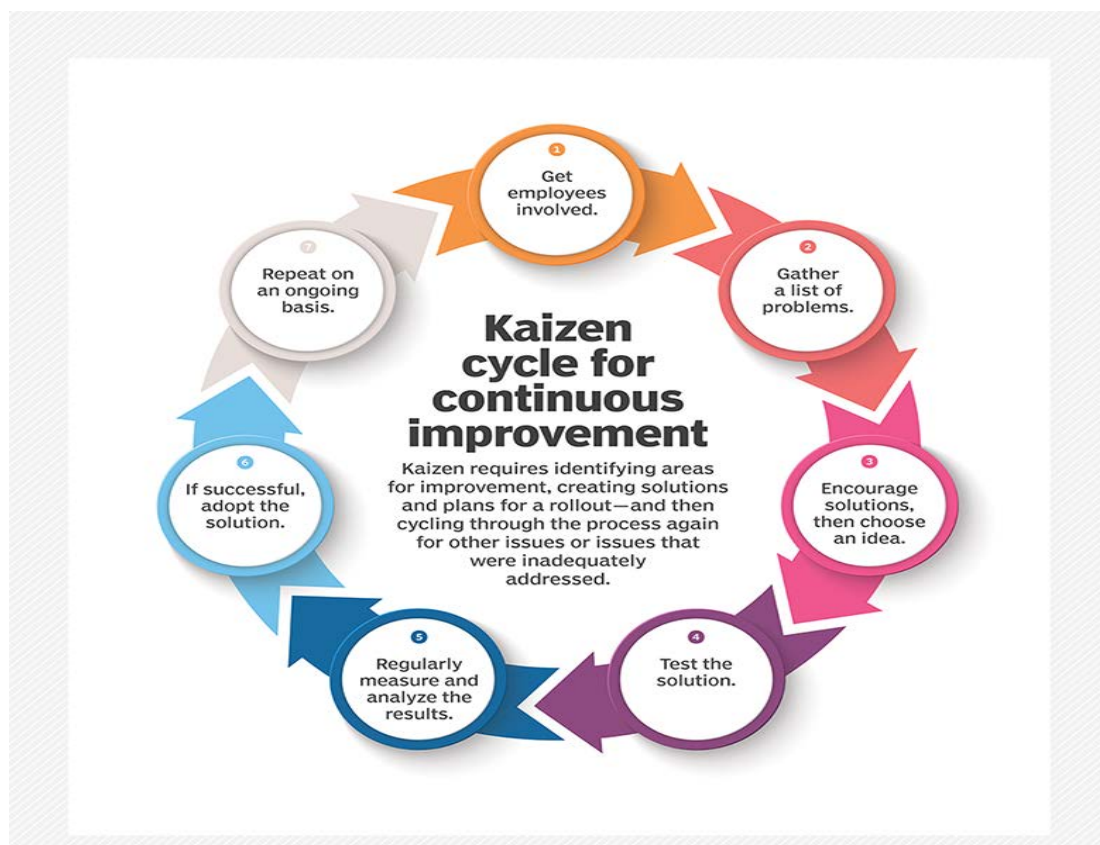 1
Get
employees
involved.
2
Gather
a list of
problems.
3
Encourage
solutions,
then choose
an idea.
4
Test the
solution.
5
Regularly
measure and
analyze the
results.
6
If successful,
adopt the
solution.
7
Repeat on
an ongoing
basis.
Kaizen
cycle for
continuous
improvement
Kaizen requires identifying areas
for improvement, creating solutions
and plans for a rollout—and then
cycling through the process again
for other issues or issues that
were inadequately
addressed.